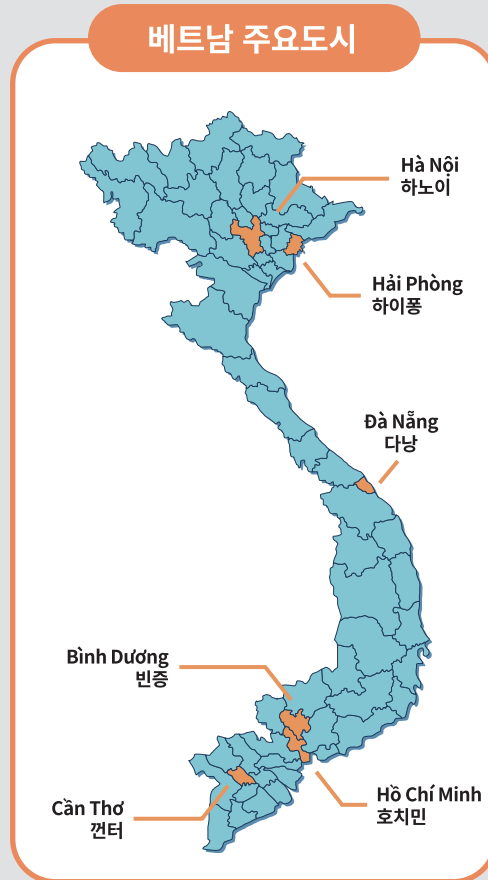 베트남 주요도시
Hà Nội
하노이
Hải Phòng
하이퐁
Đà Nẵng
다낭
Bình Dương
빈증
Hồ Chí Minh
호치민
Cần Thơ
껀터